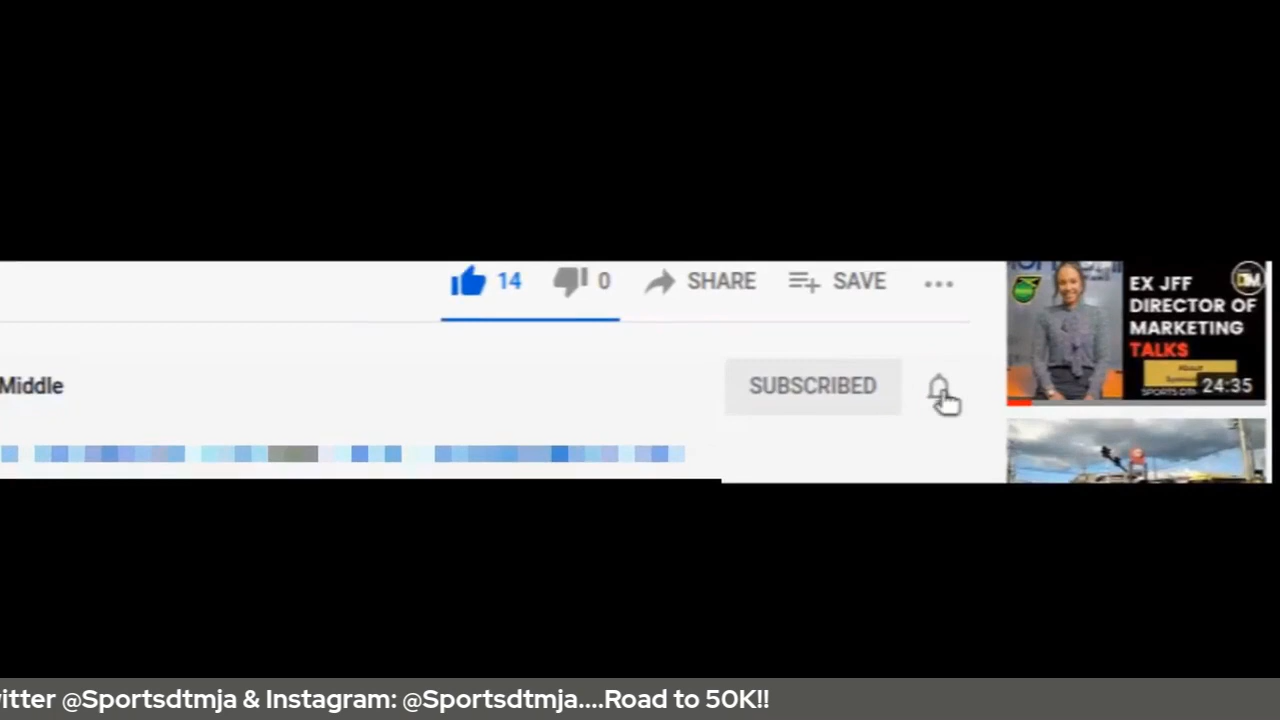 14 0 SHARE SAVE
Middle
SUBSCRIBED
EX JFF
DIRECTOR OF
MARKETING
TALKS
About
24:35
itter @Sportsdtmja & Instagram: @Sportsdtmja....Road to 50K!!